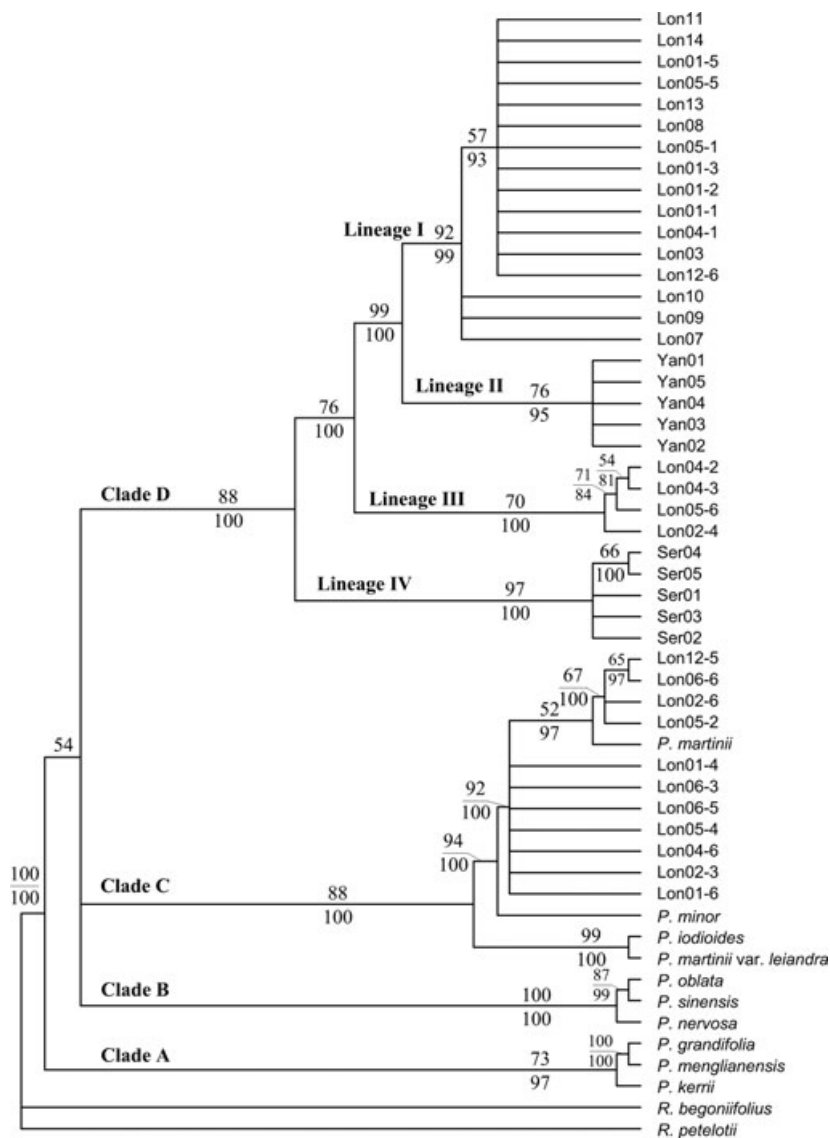 Lon11
Lon14
Lon01-5
Lon05-5
Lon13
Lon08
57
Lon05-1
93
Lon01-3
Lon01-2
Lon01-1
Lineage I
92
Lon04-1
99
Lon03
Lon12-6
Lon10
99
Lon09
100
Lon07
Yan01
Lineage II
76
Yan05
95
Yan04
76
Yan03
100
Yan02
54
Lon04-2
71
81
Lon04-3
Clade D
88
Lineage III
70
84
Lon05-6
100
100
Lon02-4
66
Ser04
100
Ser05
Lineage IV
97
Ser01
100
Ser03
Ser02
65
Lon12-5
67
97
Lon06-6
100
Lon02-6
52
Lon05-2
97
P. martinii
54
Lon01-4
92
Lon06-3
100
Lon06-5
Lon05-4
94
Lon04-6
100
Lon02-3
100
100
Clade C
88
Lon01-6
100
P. minor
99
P. iodioides
100
P. martinii var. leiandra
87
P. oblata
Clade B
100
99
P. sinensis
100
P. nervosa
100
P. grandifolia
Clade A
73
100
P. menglianensis
97
P. kerrii
R. begoniifolius
R. petelotii